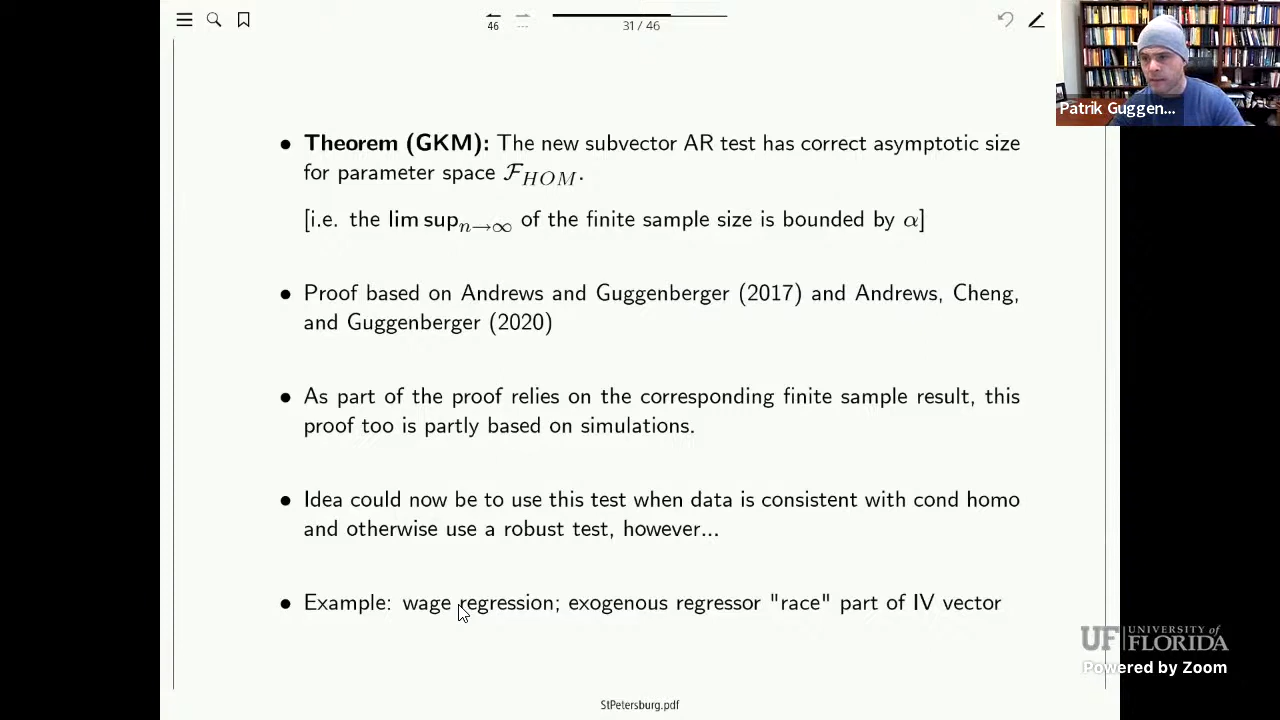 46
---
31 / 46
Patrik Guggen...
• Theorem (GKM): The new subvector AR test has correct asymptotic size
for parameter space ℱ_HOM.
[i.e. the lim sup_{n→∞} of the finite sample size is bounded by α]
• Proof based on Andrews and Guggenberger (2017) and Andrews, Cheng,
and Guggenberger (2020)
• As part of the proof relies on the corresponding finite sample result, this
proof too is partly based on simulations.
• Idea could now be to use this test when data is consistent with cond homo
and otherwise use a robust test, however...
• Example: wage regression; exogenous regressor "race" part of IV vector
UF UNIVERSITY of
FLORIDA
Powered by Zoom
StPetersburg.pdf